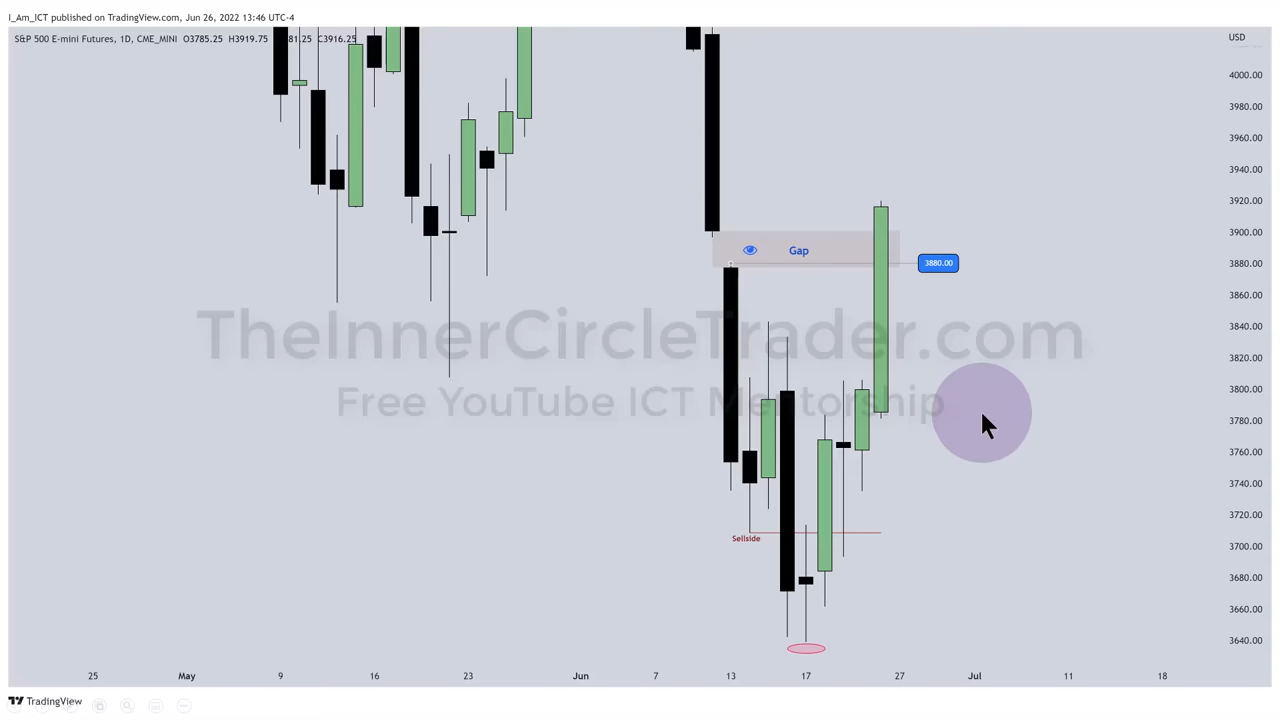 I_Am_ICT published on TradingView.com, Jun 26, 2022 13:46 UTC-4
S&P 500 E-mini Futures, 1D, CME_MINI O3785.25 H3919.75 81.25 C3916.25
USD
4000.00
3980.00
3960.00
3940.00
3920.00
3900.00
Gap
3880.00
3880.00
3860.00
TheInnerCircleTrader.com
3840.00
3820.00
3800.00
Free YouTube ICT Mentorship
3780.00
3760.00
3740.00
3720.00
Sellside
3700.00
3680.00
3660.00
3640.00
25 May 9 16 23 Jun 7 13 17 27 Jul 11 18
TradingView